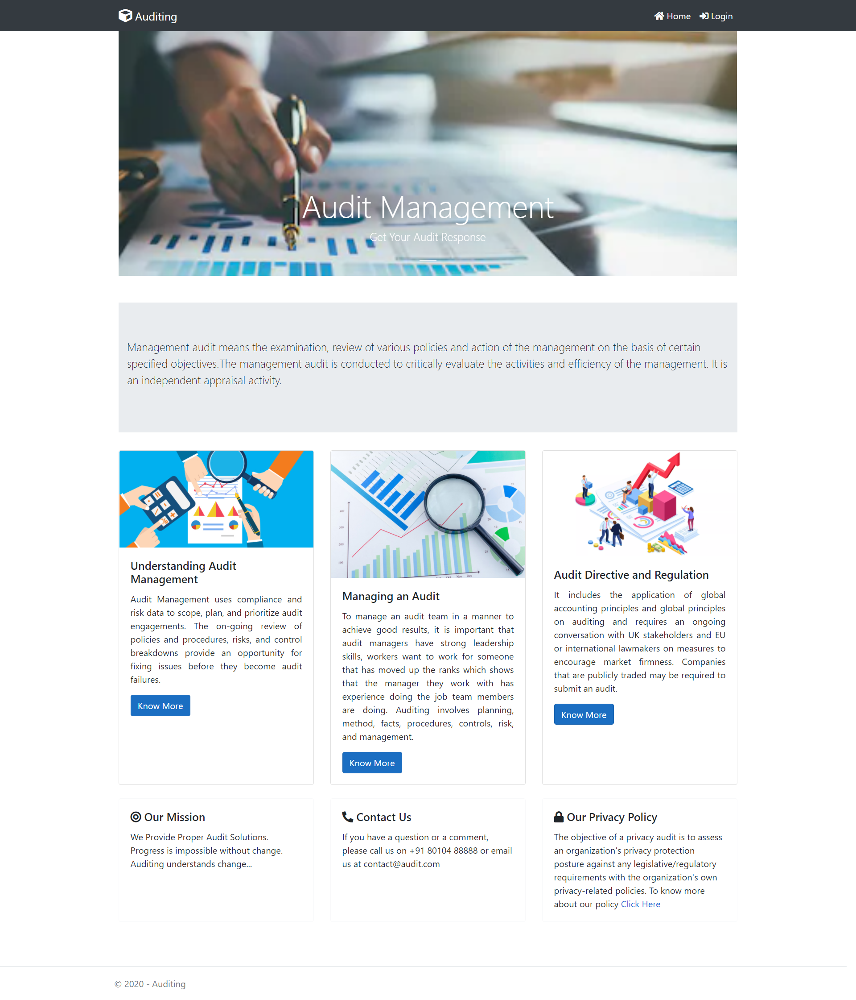 Auditing
Home
Login
Audit Management
Get Your Audit Response
Management audit means the examination, review of various policies and action of the management on the basis of certain
specified objectives.The management audit is conducted to critically evaluate the activities and efficiency of the management. It is
an independent appraisal activity.
Understanding Audit
Management
Audit Management uses compliance and
risk data to scope, plan, and prioritize audit
engagements. The on-going review of
policies and procedures, risks, and control
breakdowns provide an opportunity for
fixing issues before they become audit
failures.
Know More
400
300
200
100
10
30
20
15
10
25
15
Oct
Nov
Dec
Managing an Audit
To manage an audit team in a manner to
achieve good results, it is important that
audit managers have strong leadership
skills, workers want to work for someone
that has moved up the ranks which shows
that the manager they work with has
experience doing the job team members
are doing. Auditing involves planning,
method, facts, procedures, controls, risk,
and management.
Know More
Audit Directive and Regulation
It includes the application of global
accounting principles and global principles
on auditing and requires an ongoing
conversation with UK stakeholders and EU
or international lawmakers on measures to
encourage market firmness. Companies
that are publicly traded may be required to
submit an audit.
Know More
Our Mission
We Provide Proper Audit Solutions.
Progress is impossible without change.
Auditing understands change...
Contact Us
If you have a question or a comment,
please call us on +91 80104 88888 or email
us at contact@audit.com
Our Privacy Policy
The objective of a privacy audit is to assess
an organization's privacy protection
posture against any legislative/regulatory
requirements with the organization's own
privacy-related policies. To know more
about our policy Click Here
© 2020 - Auditing